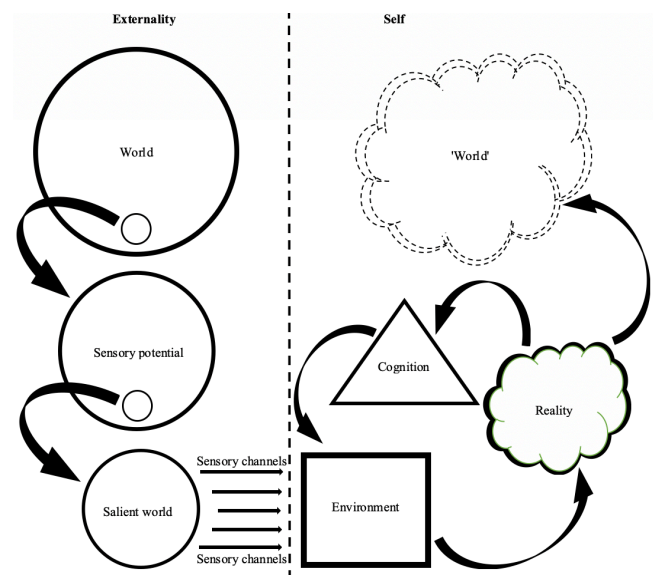 Externality
Self
World
'World'
Sensory potential
Cognition
Reality
Sensory channels
Salient world
Environment
Sensory channels